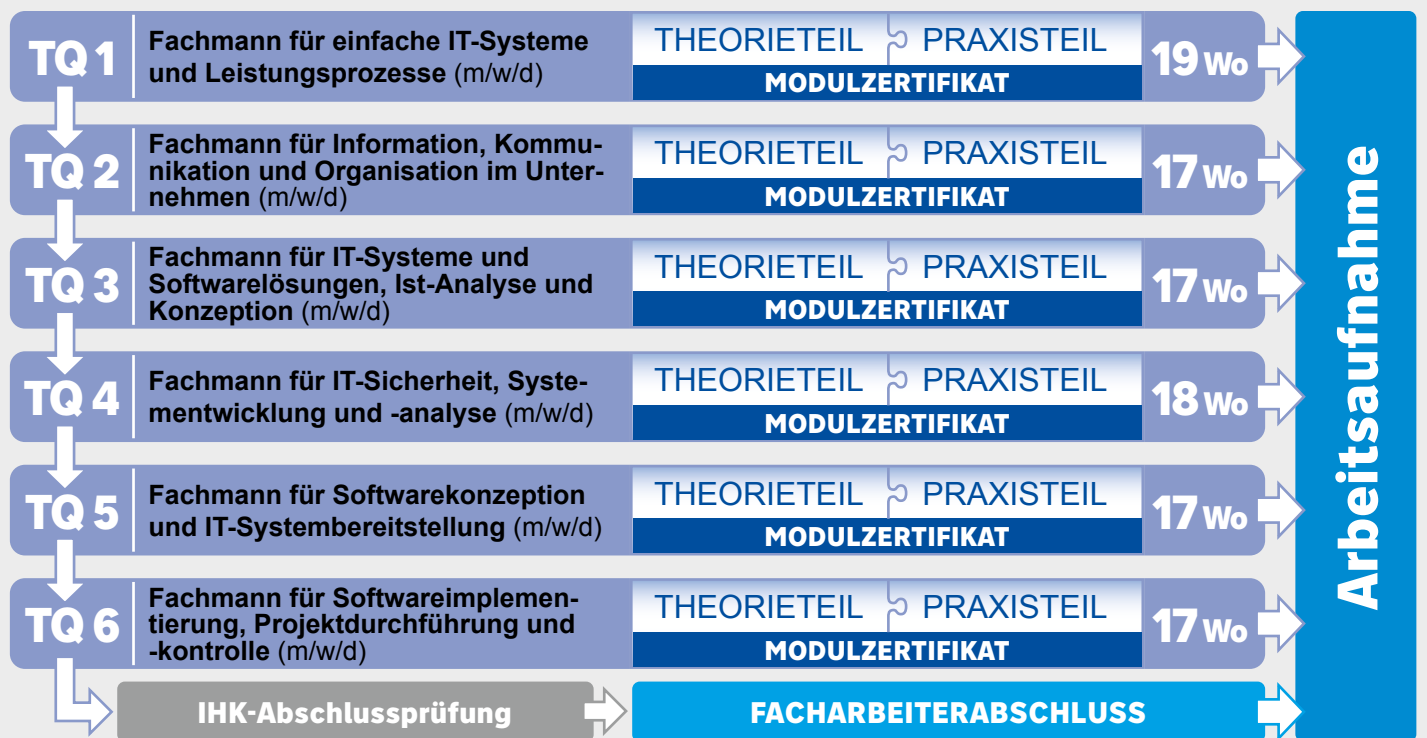 TQ 1
Fachmann für einfache IT-Systeme
und Leistungsprozesse (m/w/d)
THEORIETEIL PRAXISTEIL
MODULZERTIFIKAT
19 Wo
TQ 2
Fachmann für Information, Kommu-
nikation und Organisation im Unter-
nehmen (m/w/d)
THEORIETEIL PRAXISTEIL
MODULZERTIFIKAT
17 Wo
TQ 3
Fachmann für IT-Systeme und
Softwarelösungen, Ist-Analyse und
Konzeption (m/w/d)
THEORIETEIL PRAXISTEIL
MODULZERTIFIKAT
17 Wo
TQ 4
Fachmann für IT-Sicherheit, Syste-
mentwicklung und -analyse (m/w/d)
THEORIETEIL PRAXISTEIL
MODULZERTIFIKAT
18 Wo
TQ 5
Fachmann für Softwarekonzeption
und IT-Systembereitstellung (m/w/d)
THEORIETEIL PRAXISTEIL
MODULZERTIFIKAT
17 Wo
TQ 6
Fachmann für Softwareimplemen-
tierung, Projektdurchführung und
-kontrolle (m/w/d)
THEORIETEIL PRAXISTEIL
MODULZERTIFIKAT
17 Wo
IHK-Abschlussprüfung
FACHARBEITERABSCHLUSS
Arbeitsaufnahme